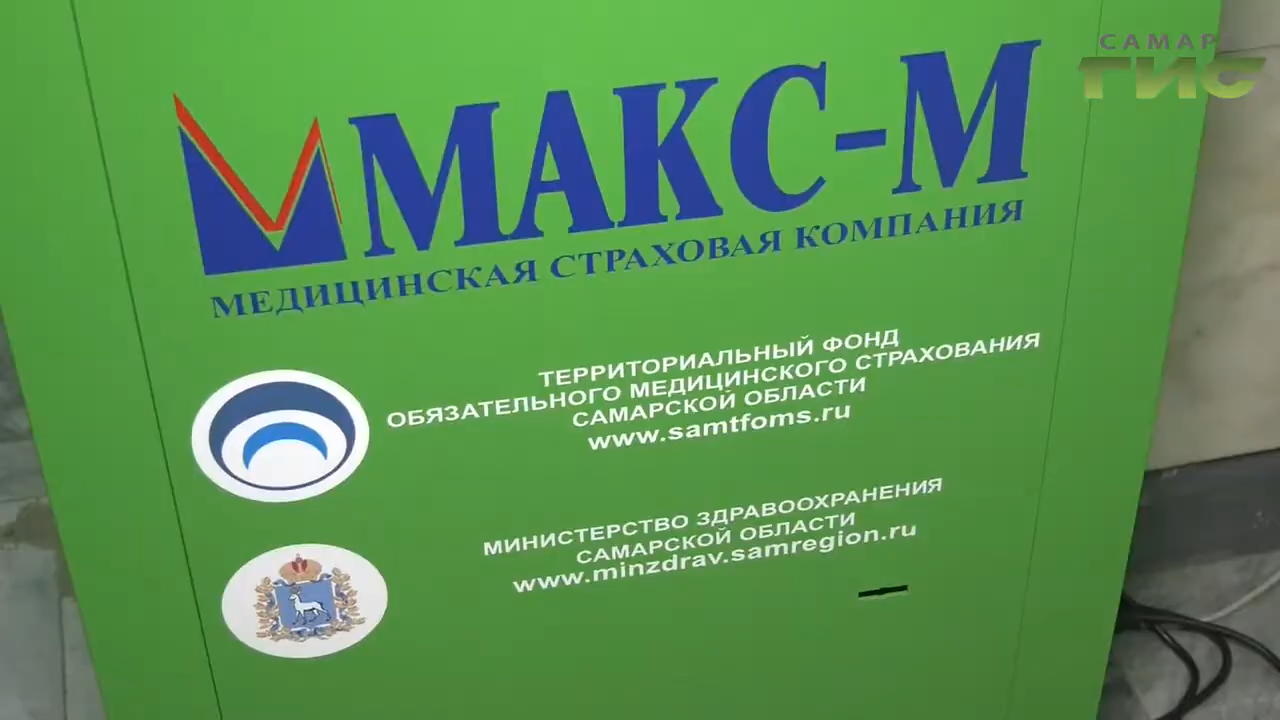 САМАР
ГИС
МАКС-М
МЕДИЦИНСКАЯ СТРАХОВАЯ КОМПАНИЯ
ТЕРРИТОРИАЛЬНЫЙ ФОНД
ОБЯЗАТЕЛЬНОГО МЕДИЦИНСКОГО СТРАХОВАНИЯ
САМАРСКОЙ ОБЛАСТИ
www.samtfoms.ru
МИНИСТЕРСТВО ЗДРАВООХРАНЕНИЯ
САМАРСКОЙ ОБЛАСТИ
www.minzdrav.samregion.ru